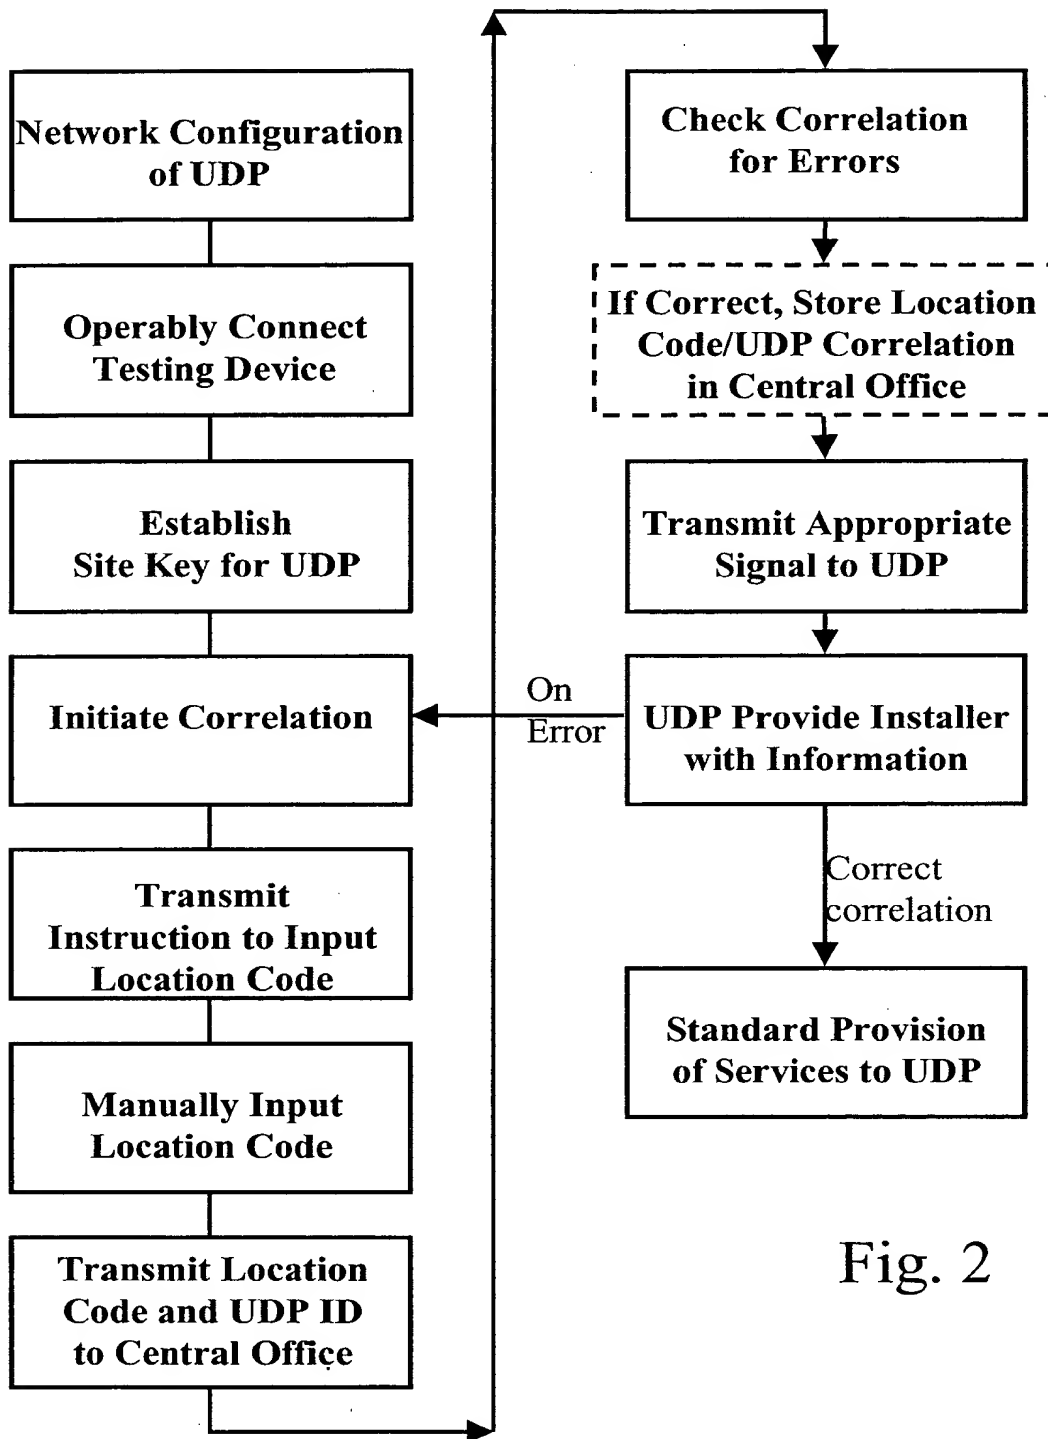 Network Configuration
of UDP
Operably Connect
Testing Device
Establish
Site Key for UDP
Initiate Correlation
Transmit
Instruction to Input
Location Code
Manually Input
Location Code
Transmit Location
Code and UDP ID
to Central Office
Check Correlation
for Errors
If Correct, Store Location
Code/UDP Correlation
in Central Office
Transmit Appropriate
Signal to UDP
UDP Provide Installer
with Information
On
Error
Correct
correlation
Standard Provision
of Services to UDP
Fig. 2